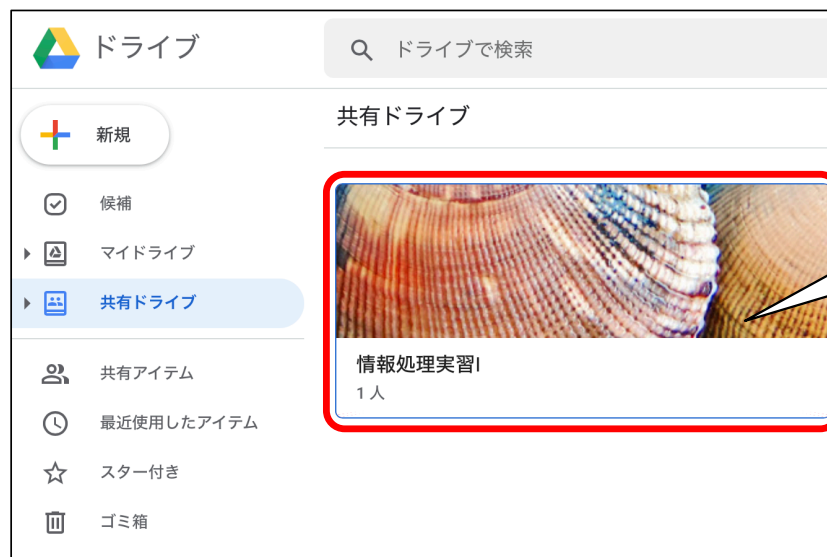 ドライブ
ドライブで検索
新規
共有ドライブ
候補
マイドライブ
共有ドライブ
情報処理実習I
1 人
共有アイテム
最近使用したアイテム
スター付き
ゴミ箱